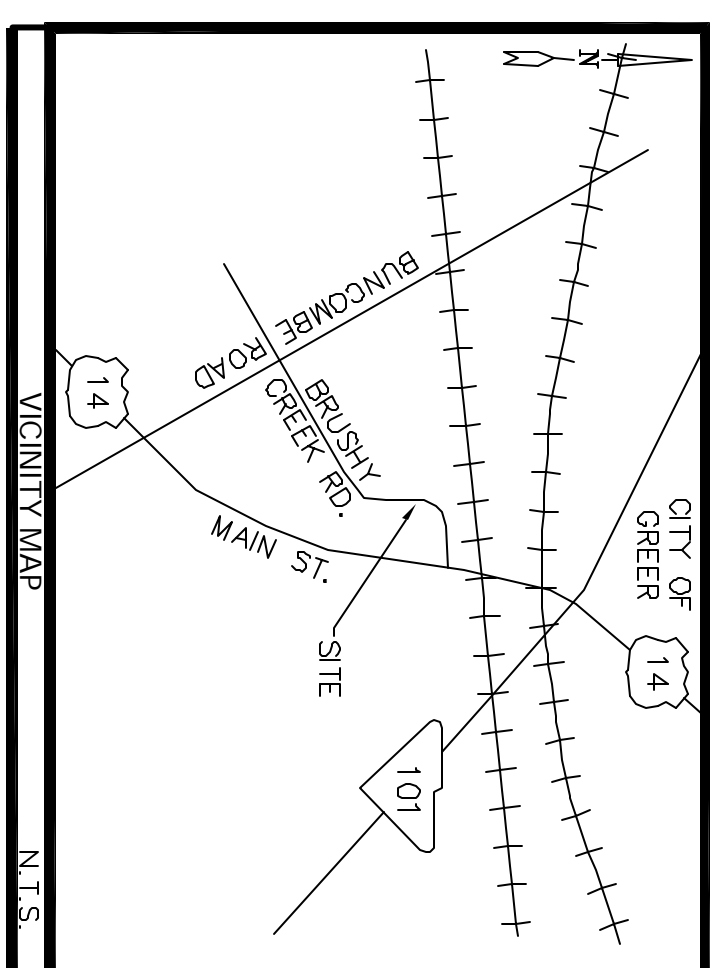 N
CITY OF
GREER
14
BUNCOMBE ROAD
BRUSHY
CREEK RD.
MAIN ST.
SITE
101
14
VICINITY MAP
N.T.S.